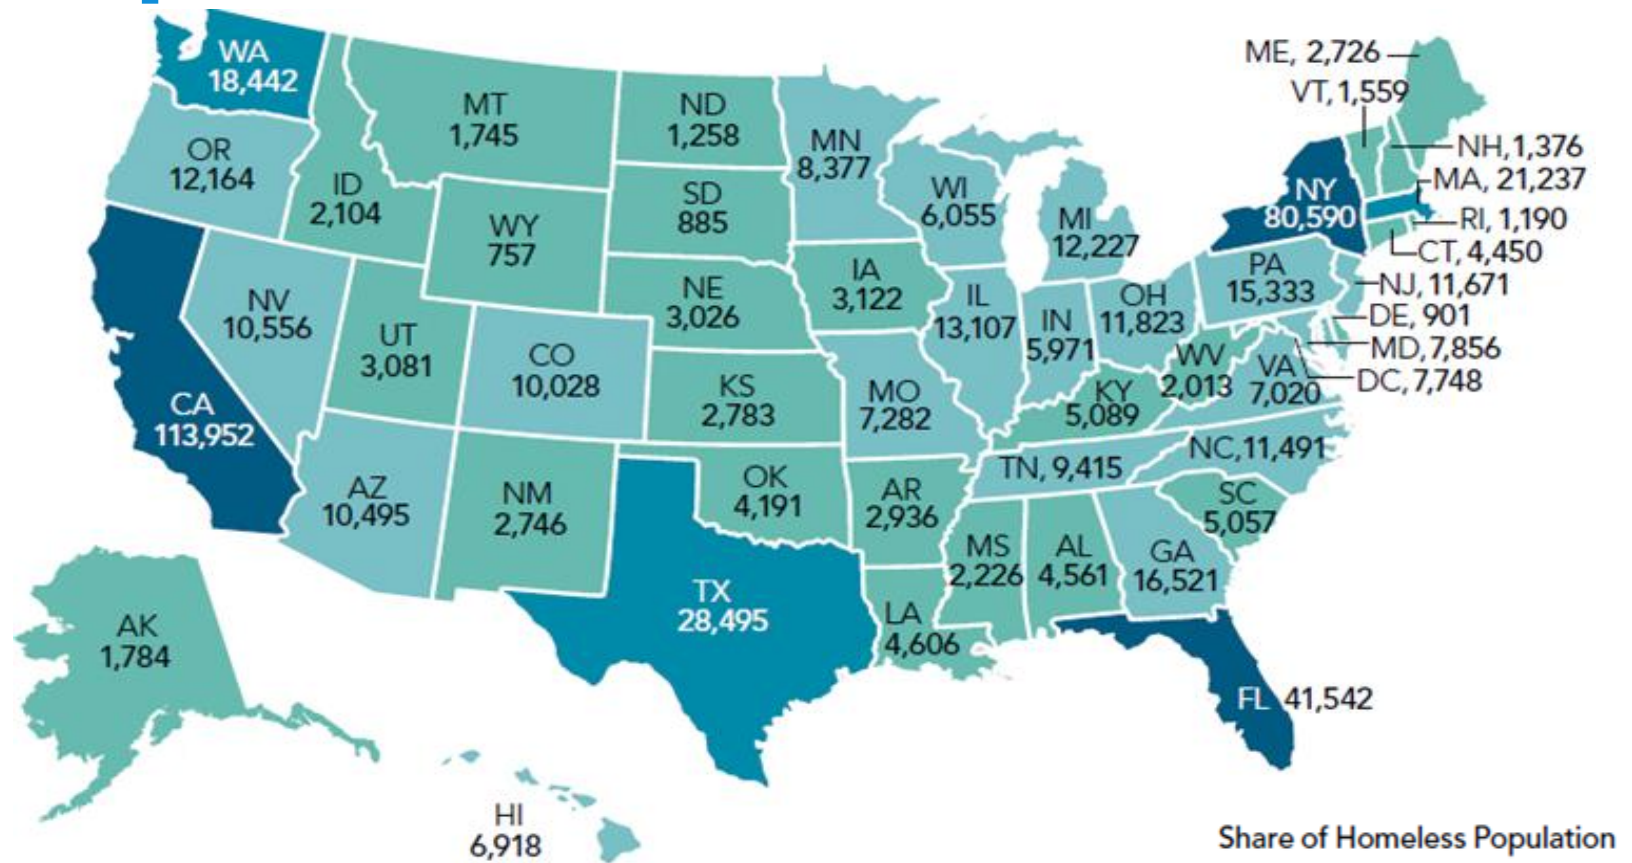 WA
18,442
OR
12,164
CA
113,952
NV
10,556
ID
2,104
MT
1,745
WY
757
UT
3,081
AZ
10,495
CO
10,028
NM
2,746
ND
1,258
SD
885
NE
3,026
KS
2,783
OK
4,191
TX
28,495
MN
8,377
IA
3,122
MO
7,282
AR
2,936
LA
4,606
WI
6,055
IL
13,107
MI
12,227
IN
5,971
OH
11,823
KY
5,089
TN, 9,415
MS
2,226
AL
4,561
GA
16,521
FL 41,542
SC
5,057
NC, 11,491
WV
2,013
VA
7,020
PA
15,333
NY
80,590
ME, 2,726
VT, 1,559
NH, 1,376
MA, 21,237
RI, 1,190
CT, 4,450
NJ, 11,671
DE, 901
MD, 7,856
DC, 7,748
AK
1,784
HI
6,918
Share of Homeless Population